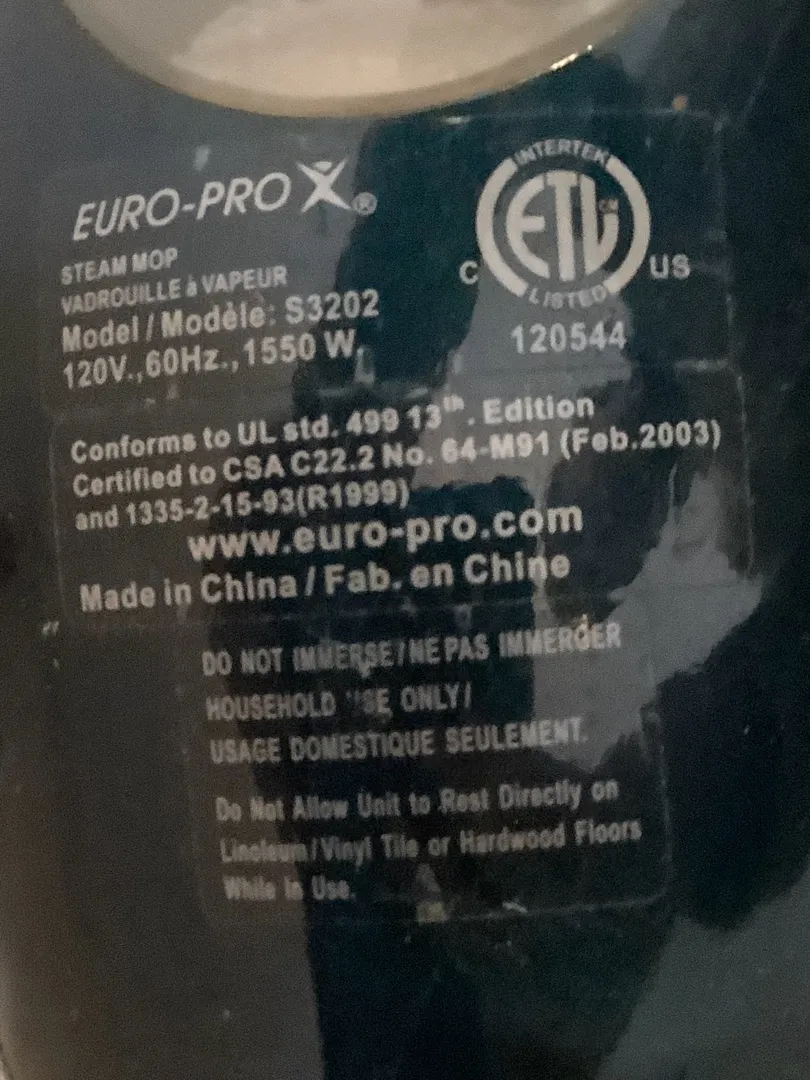 EURO-PRO X®
STEAM MOP
VADROUILLE à VAPEUR
Model / Modèle: S3202
120V.,60Hz.,1550 W,
INTERTEK
ETL CM
LISTED
C US
120544
Conforms to UL std. 499 13th. Edition
Certified to CSA C22.2 No. 64-M91 (Feb.2003)
and 1335-2-15-93(R1999)
www.euro-pro.com
Made in China / Fab. en Chine
DO NOT IMMERSE / NE PAS IMMERGER
HOUSEHOLD USE ONLY /
USAGE DOMESTIQUE SEULEMENT.
Do Not Allow Unit to Rest Directly on
Linoleum / Vinyl Tile or Hardwood Floors
While In Use.